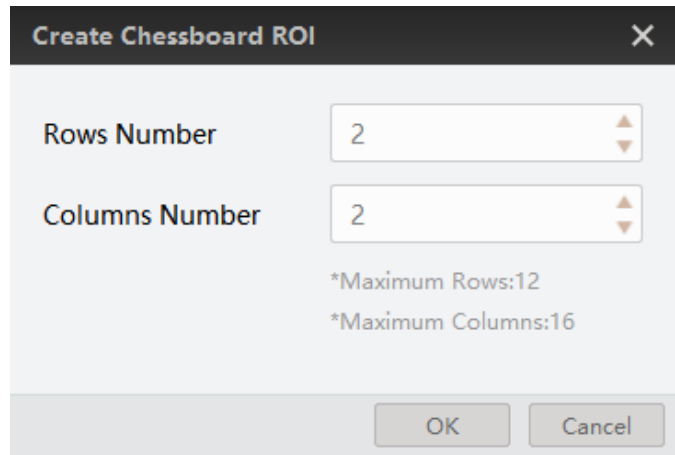 Create Chessboard ROI
Rows Number 2
Columns Number 2
*Maximum Rows:12
*Maximum Columns:16
OK Cancel